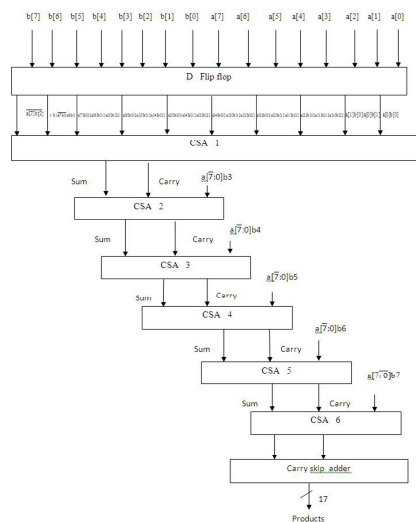 b[7] b[6] b[5] b[4] b[3] b[2] b[1] b[0] a[7] a[6] a[5] a[4] a[3] a[2] a[1] a[0]
D Flip flop
CSA 1
Sum Carry a[7:0]b3
CSA 2
Sum Carry a[7:0]b4
CSA 3
Sum Carry a[7:0]b5
CSA 4
Sum Carry a[7:0]b6
CSA 5
Sum Carry a[7:0]b7
CSA 6
Carry skip adder
17
Products